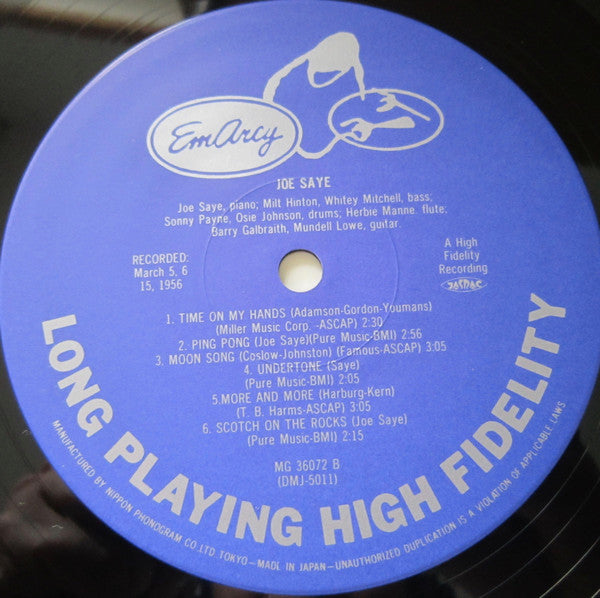 EmArcy
JOE SAYE
Joe Saye, piano; Milt Hinton, Whitey Mitchell, bass;
Sonny Payne, Osie Johnson, drums; Herbie Manne. flute;
Barry Galbraith, Mundell Lowe, guitar.
RECORDED:
March 5, 6
15, 1956
A High
Fidelity
Recording
1. TIME ON MY HANDS (Adamson-Gordon-Youmans)
(Miller Music Corp. -ASCAP) 2:30
2. PING PONG (Joe Saye)(Pure Music-BMI) 2:56
3. MOON SONG (Coslow-Johnston) (Famous-ASCAP) 3:05
4. UNDERTONE (Saye)
(Pure Music-BMI) 2:05
5.MORE AND MORE (Harburg-Kern)
(T. B. Harms-ASCAP) 3:05
6. SCOTCH ON THE ROCKS (Joe Saye)
(Pure Music-BMI) 2:15
MG 36072 B
(DMJ-5011)
LONG PLAYING HIGH FIDELITY
MANUFACTURED BY NIPPON PHONOGRAM CO.,LTD. TOKYO–MADE IN JAPAN–UNAUTHORIZED DUPLICATION IS A VIOLATION OF APPLICABLE LAWS